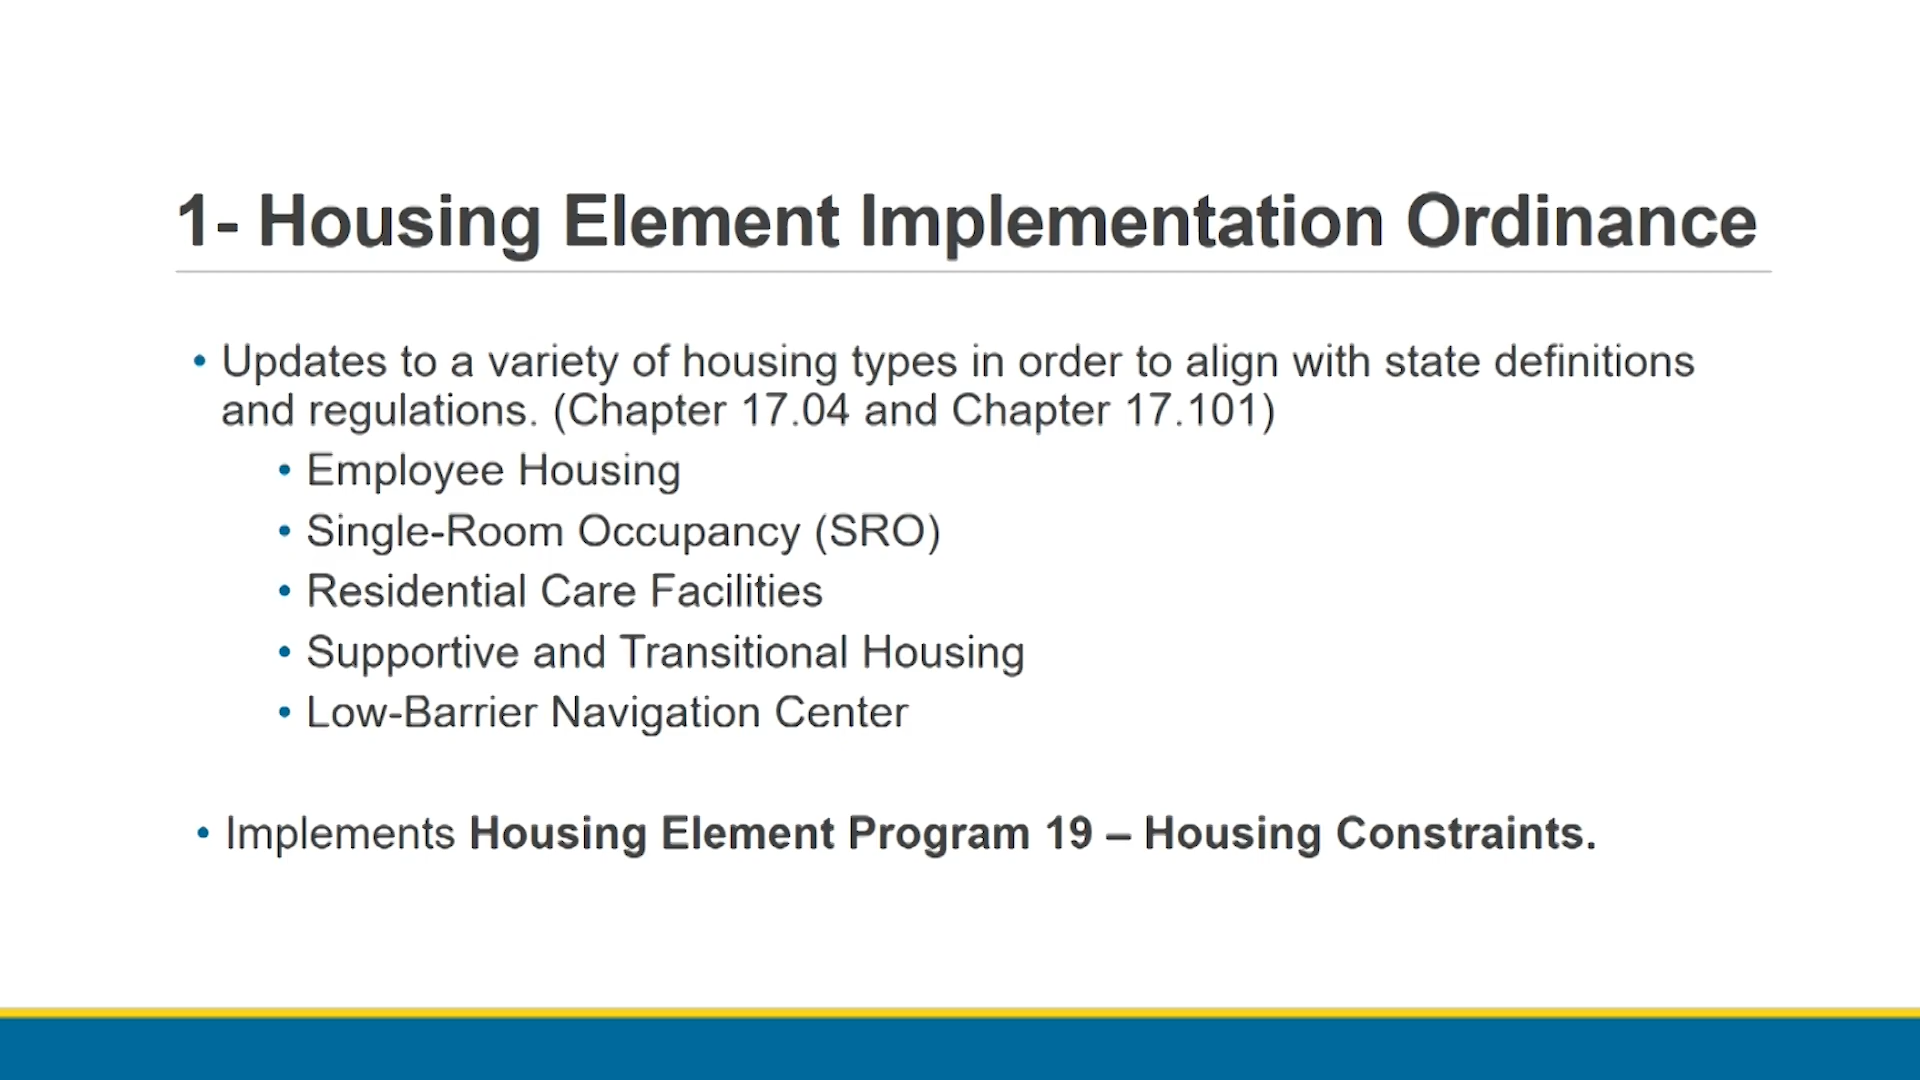 1- Housing Element Implementation Ordinance
• Updates to a variety of housing types in order to align with state definitions
and regulations. (Chapter 17.04 and Chapter 17.101)
• Employee Housing
• Single-Room Occupancy (SRO)
• Residential Care Facilities
• Supportive and Transitional Housing
• Low-Barrier Navigation Center
• Implements Housing Element Program 19 – Housing Constraints.